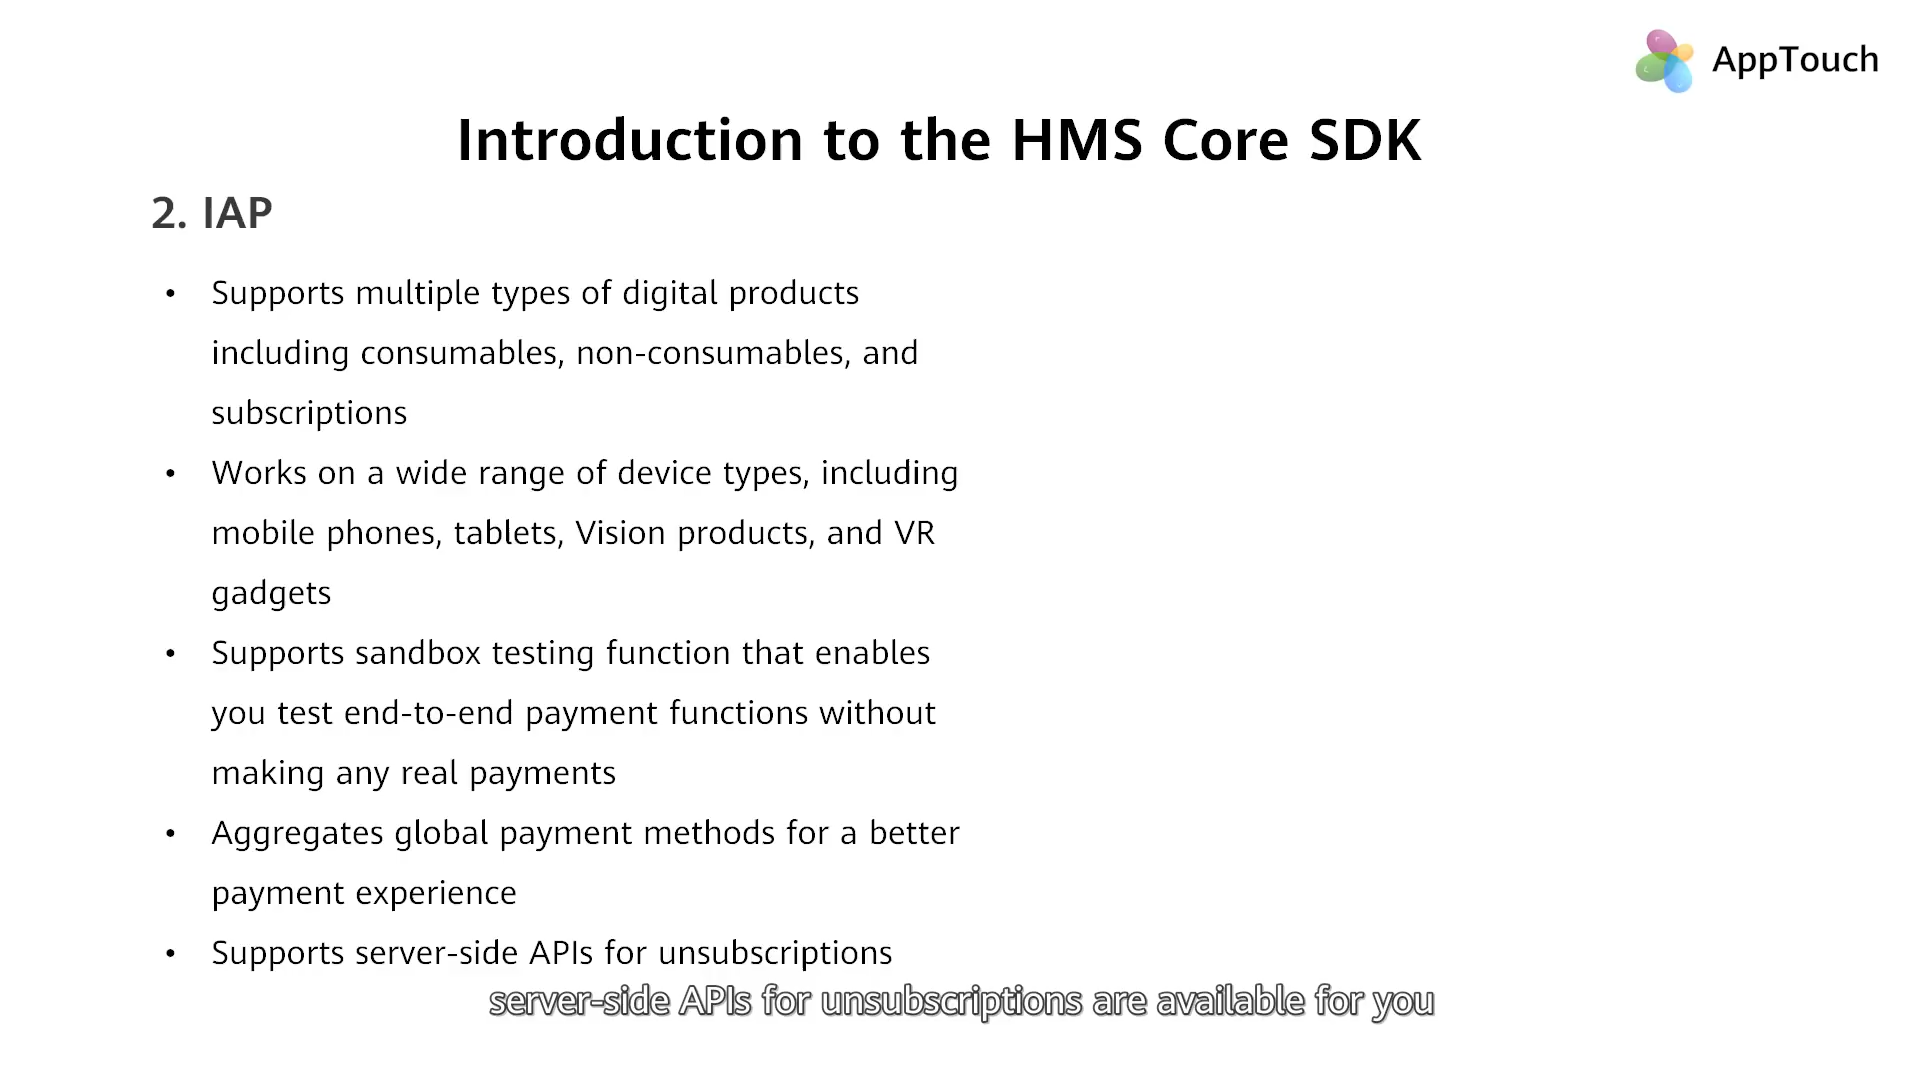 AppTouch
Introduction to the HMS Core SDK
2. IAP
• Supports multiple types of digital products
including consumables, non-consumables, and
subscriptions
• Works on a wide range of device types, including
mobile phones, tablets, Vision products, and VR
gadgets
• Supports sandbox testing function that enables
you test end-to-end payment functions without
making any real payments
• Aggregates global payment methods for a better
payment experience
• Supports server-side APIs for unsubscriptions
server-side APIs for unsubscriptions are available for you